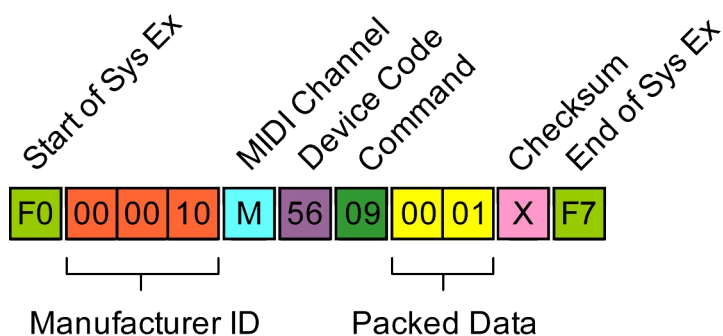 Start of Sys Ex
MIDI Channel
Device Code
Command
Checksum
End of Sys Ex
F0 00 00 10 M 56 09 00 01 X F7
Manufacturer ID
Packed Data